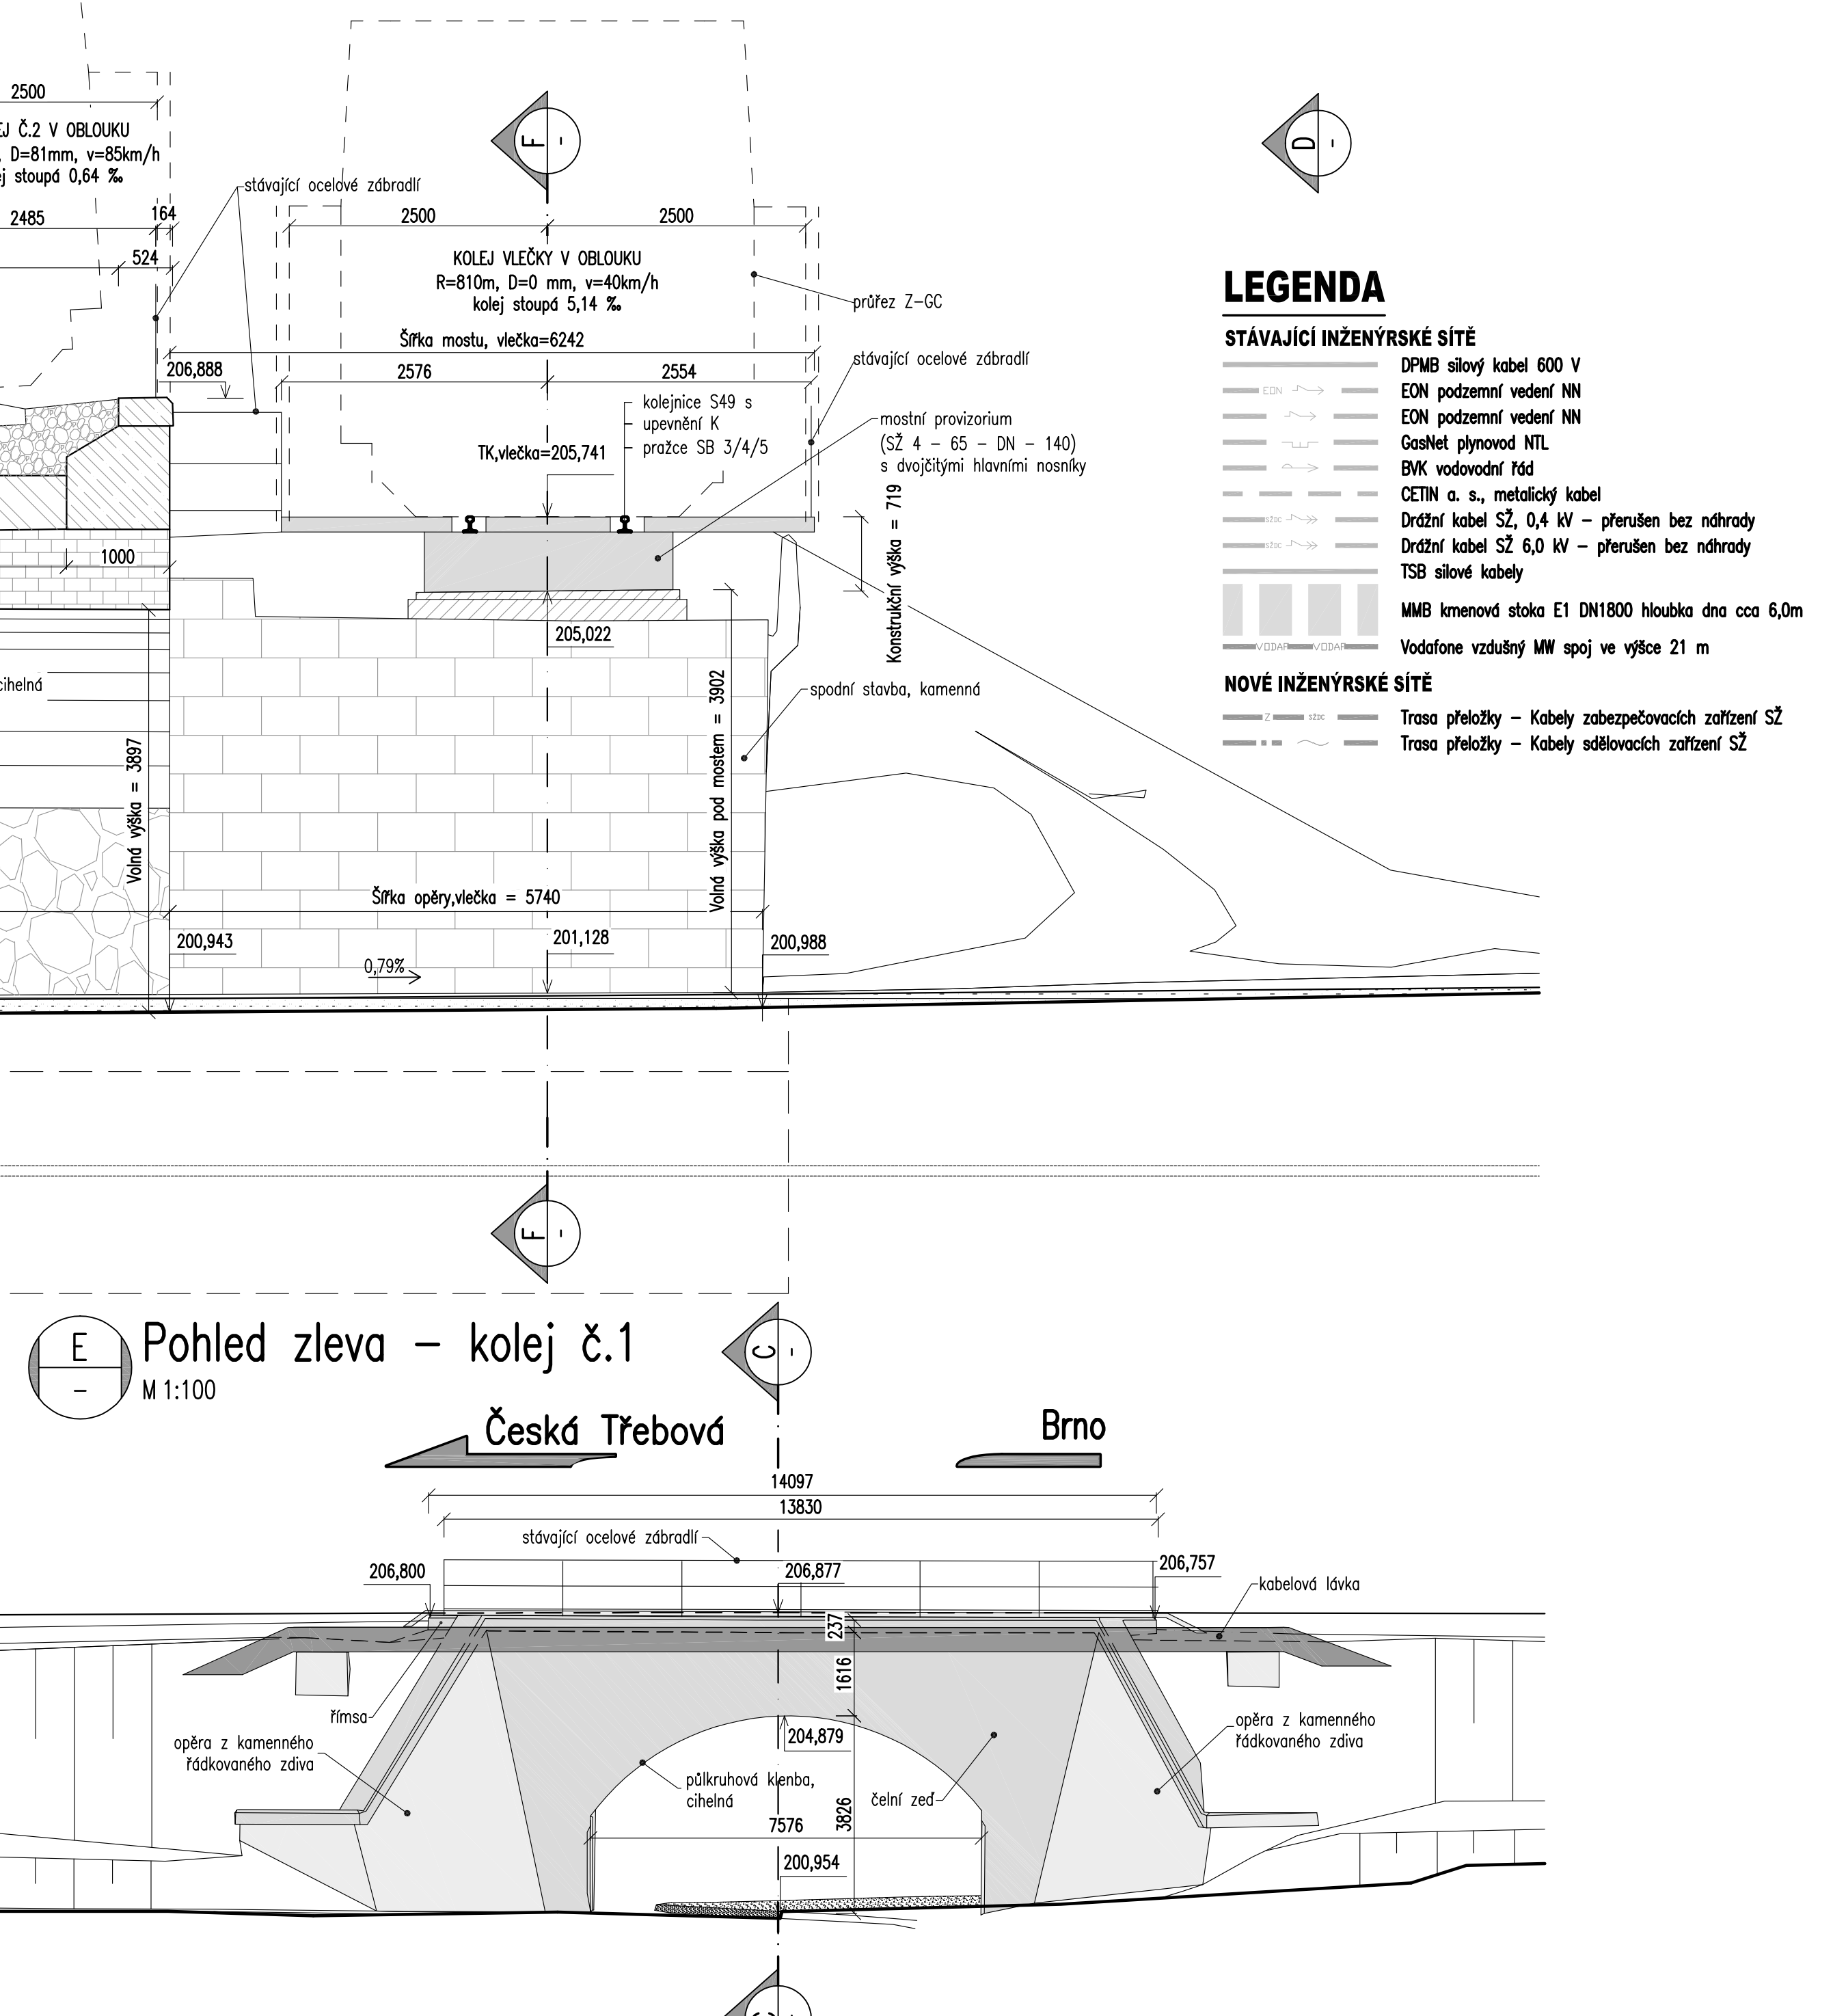 2500
EJ Č.2 V OBLOUKU
, D=81mm, v=85km/h
ej stoupá 0,64 ‰
2485
164
524
stávající ocelové zábradlí
206,888
1000
cihelná
Volná výška = 3897
F
-
2500
2500
KOLEJ VLEČKY V OBLOUKU
R=810m, D=0 mm, v=40km/h
kolej stoupá 5,14 ‰
Šířka mostu, vlečka=6242
2576
2554
kolejnice S49 s
upevnění K
pražce SB 3/4/5
TK,vlečka=205,741
průřez Z-GC
stávající ocelové zábradlí
mostní provizorium
(SŽ 4 - 65 - DN - 140)
s dvojčitými hlavními nosníky
Konstrukční výška = 719
205,022
spodní stavba, kamenná
Volná výška pod mostem = 3902
Šířka opěry,vlečka = 5740
200,943
201,128
200,988
0,79%
F
-
D
-
LEGENDA
STÁVAJÍCÍ INŽENÝRSKÉ SÍTĚ
DPMB silový kabel 600 V
EON
EON podzemní vedení NN
EON podzemní vedení NN
GasNet plynovod NTL
BVK vodovodní řád
CETIN a. s., metalický kabel
SŽDC
Drážní kabel SŽ, 0,4 kV - přerušen bez náhrady
SŽDC
Drážní kabel SŽ 6,0 kV - přerušen bez náhrady
TSB silové kabely
MMB kmenová stoka E1 DN1800 hloubka dna cca 6,0m
VODAF VODAF
Vodafone vzdušný MW spoj ve výšce 21 m
NOVÉ INŽENÝRSKÉ SÍTĚ
Z SŽDC
Trasa přeložky - Kabely zabezpečovacích zařízení SŽ
Trasa přeložky - Kabely sdělovacích zařízení SŽ
E
-
Pohled zleva - kolej č.1
M 1:100
C
-
Česká Třebová
Brno
14097
13830
stávající ocelové zábradlí
206,800
206,877
206,757
kabelová lávka
237
1616
římsa
opěra z kamenného
řádkovaného zdiva
204,879
půlkruhová klenba,
cihelná
čelní zeď
opěra z kamenného
řádkovaného zdiva
7576
3826
200,954